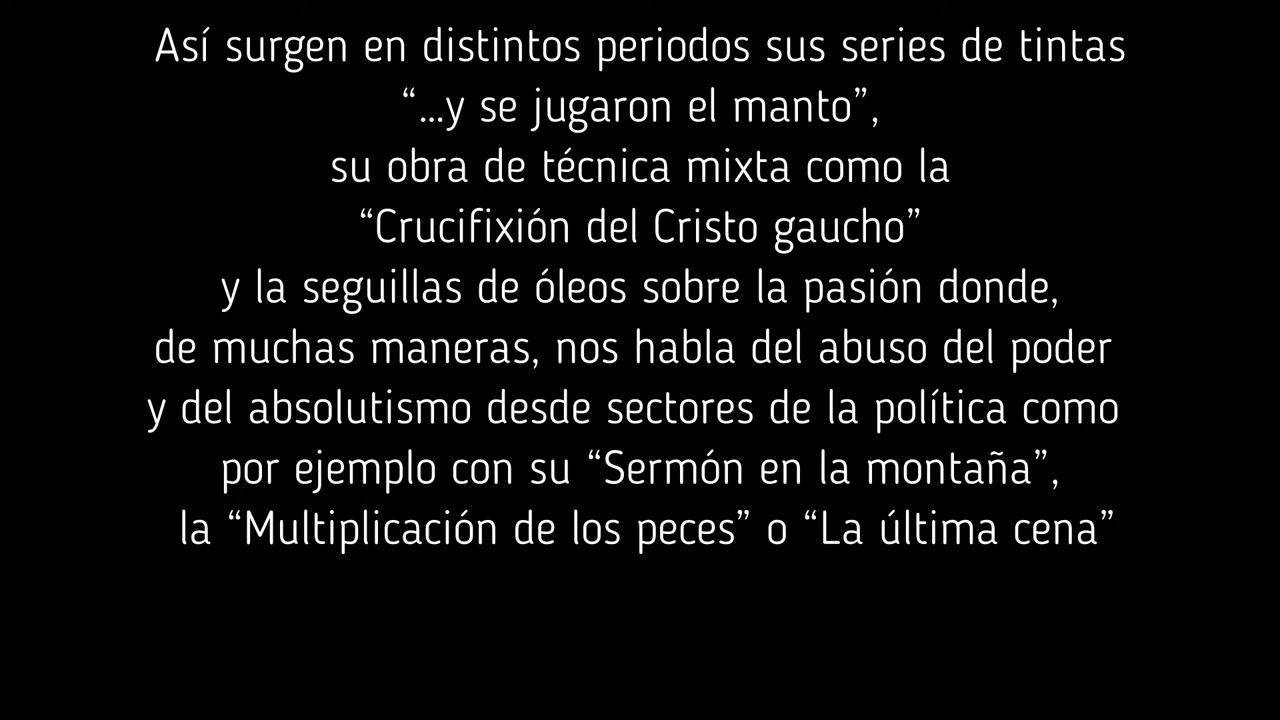 Así surgen en distintos periodos sus series de tintas
“...y se jugaron el manto”,
su obra de técnica mixta como la
“Crucifixión del Cristo gaucho”
y la seguillas de óleos sobre la pasión donde,
de muchas maneras, nos habla del abuso del poder
y del absolutismo desde sectores de la política como
por ejemplo con su “Sermón en la montaña”,
la “Multiplicación de los peces” o “La última cena”